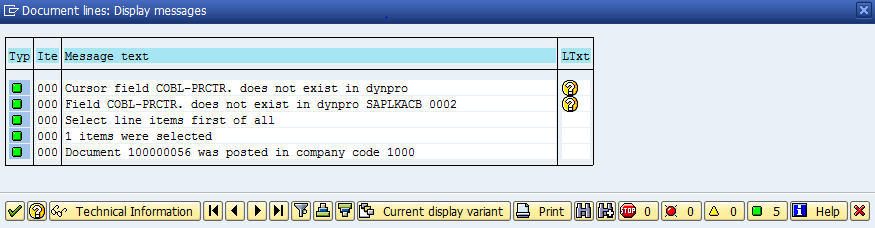 Document lines: Display messages
Typ Ite Message text LTxt
000 Cursor field COBL-PRCTR. does not exist in dynpro
000 Field COBL-PRCTR. does not exist in dynpro SAPLKACB 0002
000 Select line items first of all
000 1 items were selected
000 Document 100000056 was posted in company code 1000
Technical Information Current display variant Print STOP 0 0 0 5 Help